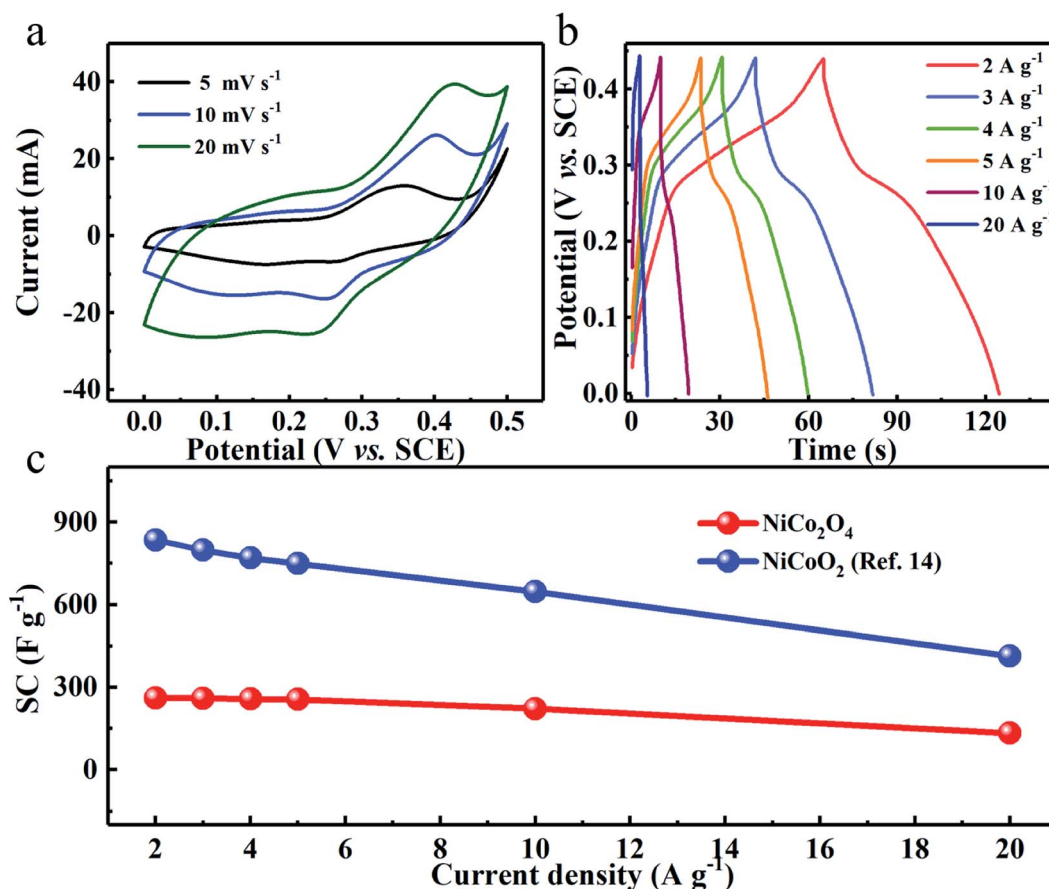 a
40
20
0
-20
-40
Current (mA)
5 mV s⁻¹
10 mV s⁻¹
20 mV s⁻¹
0.0 0.1 0.2 0.3 0.4 0.5
Potential (V vs. SCE)
b
0.4
0.3
0.2
0.1
0.0
Potential (V vs. SCE)
2 A g⁻¹
3 A g⁻¹
4 A g⁻¹
5 A g⁻¹
10 A g⁻¹
20 A g⁻¹
0 30 60 90 120
Time (s)
c
900
600
300
0
SC (F g⁻¹)
NiCo₂O₄
NiCoO₂ (Ref. 14)
2 4 6 8 10 12 14 16 18 20
Current density (A g⁻¹)